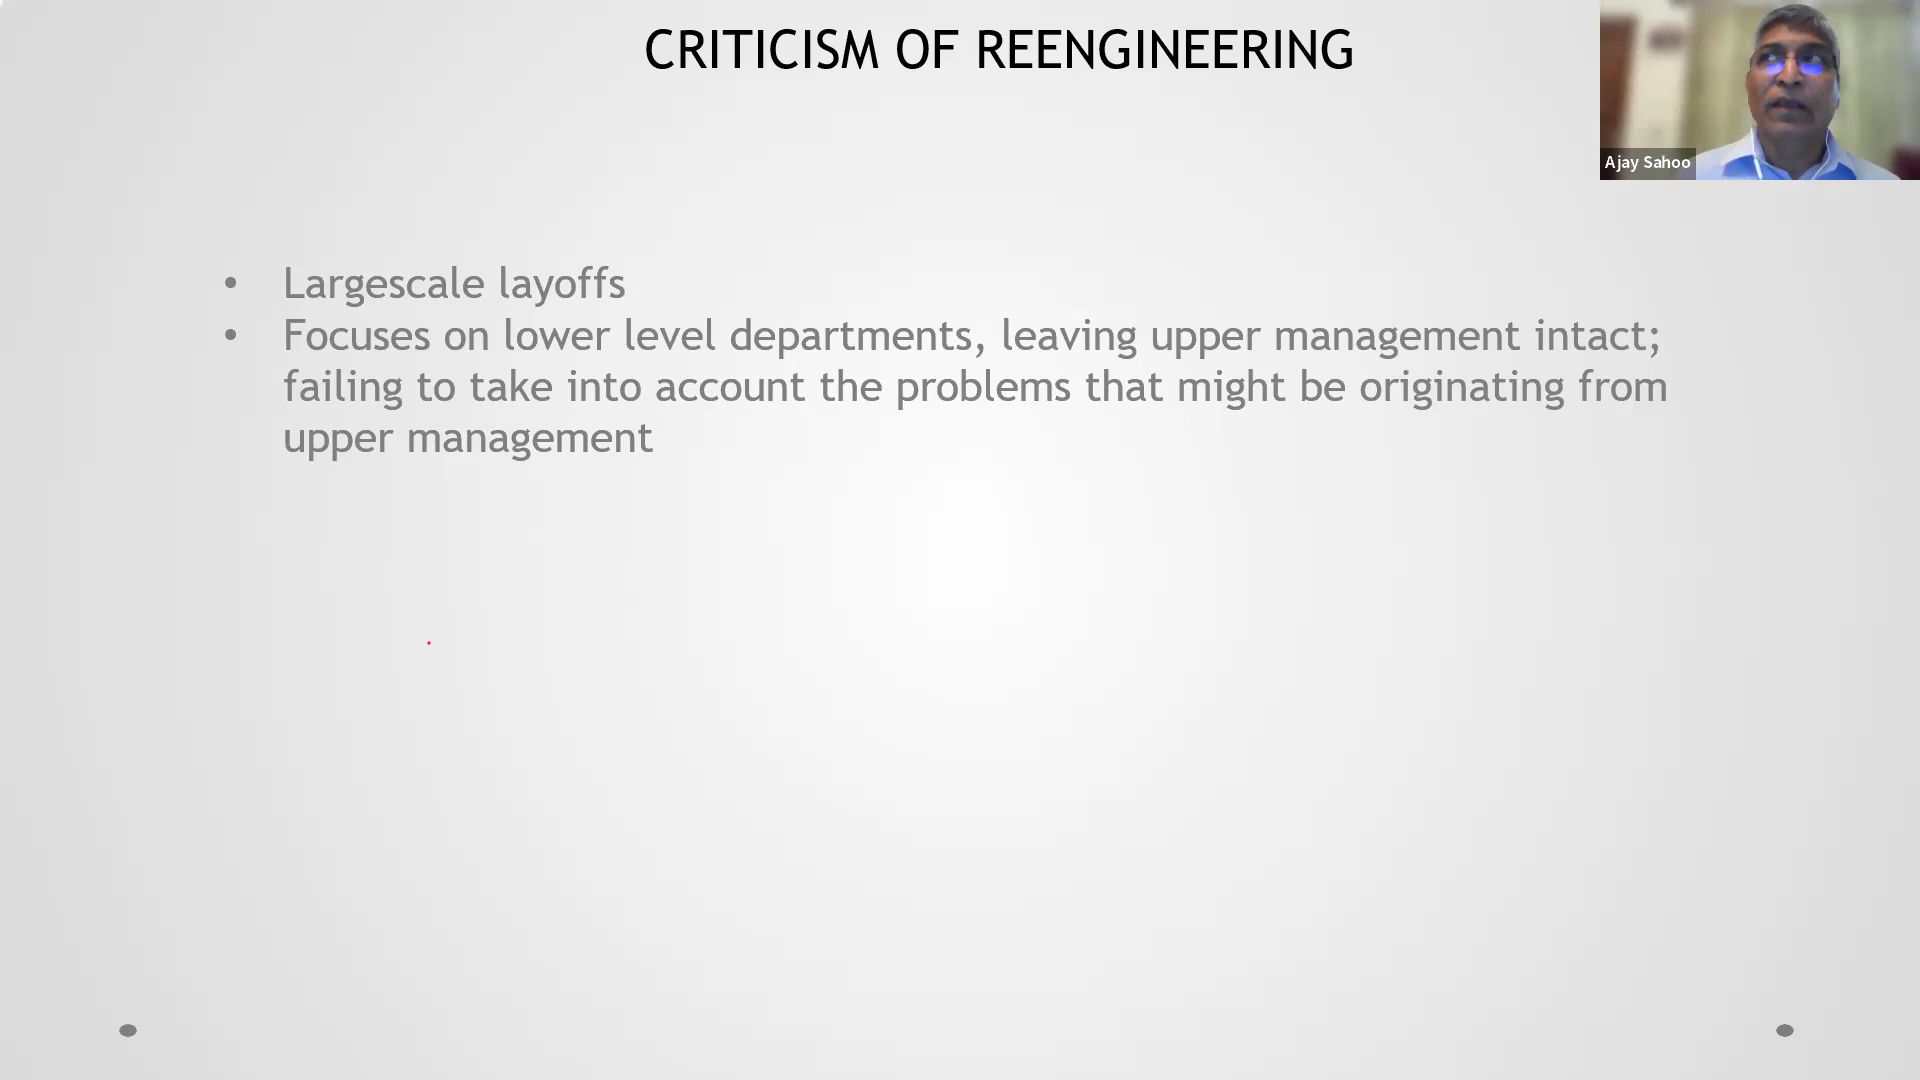 CRITICISM OF REENGINEERING
Ajay Sahoo
• Largescale layoffs
• Focuses on lower level departments, leaving upper management intact;
failing to take into account the problems that might be originating from
upper management